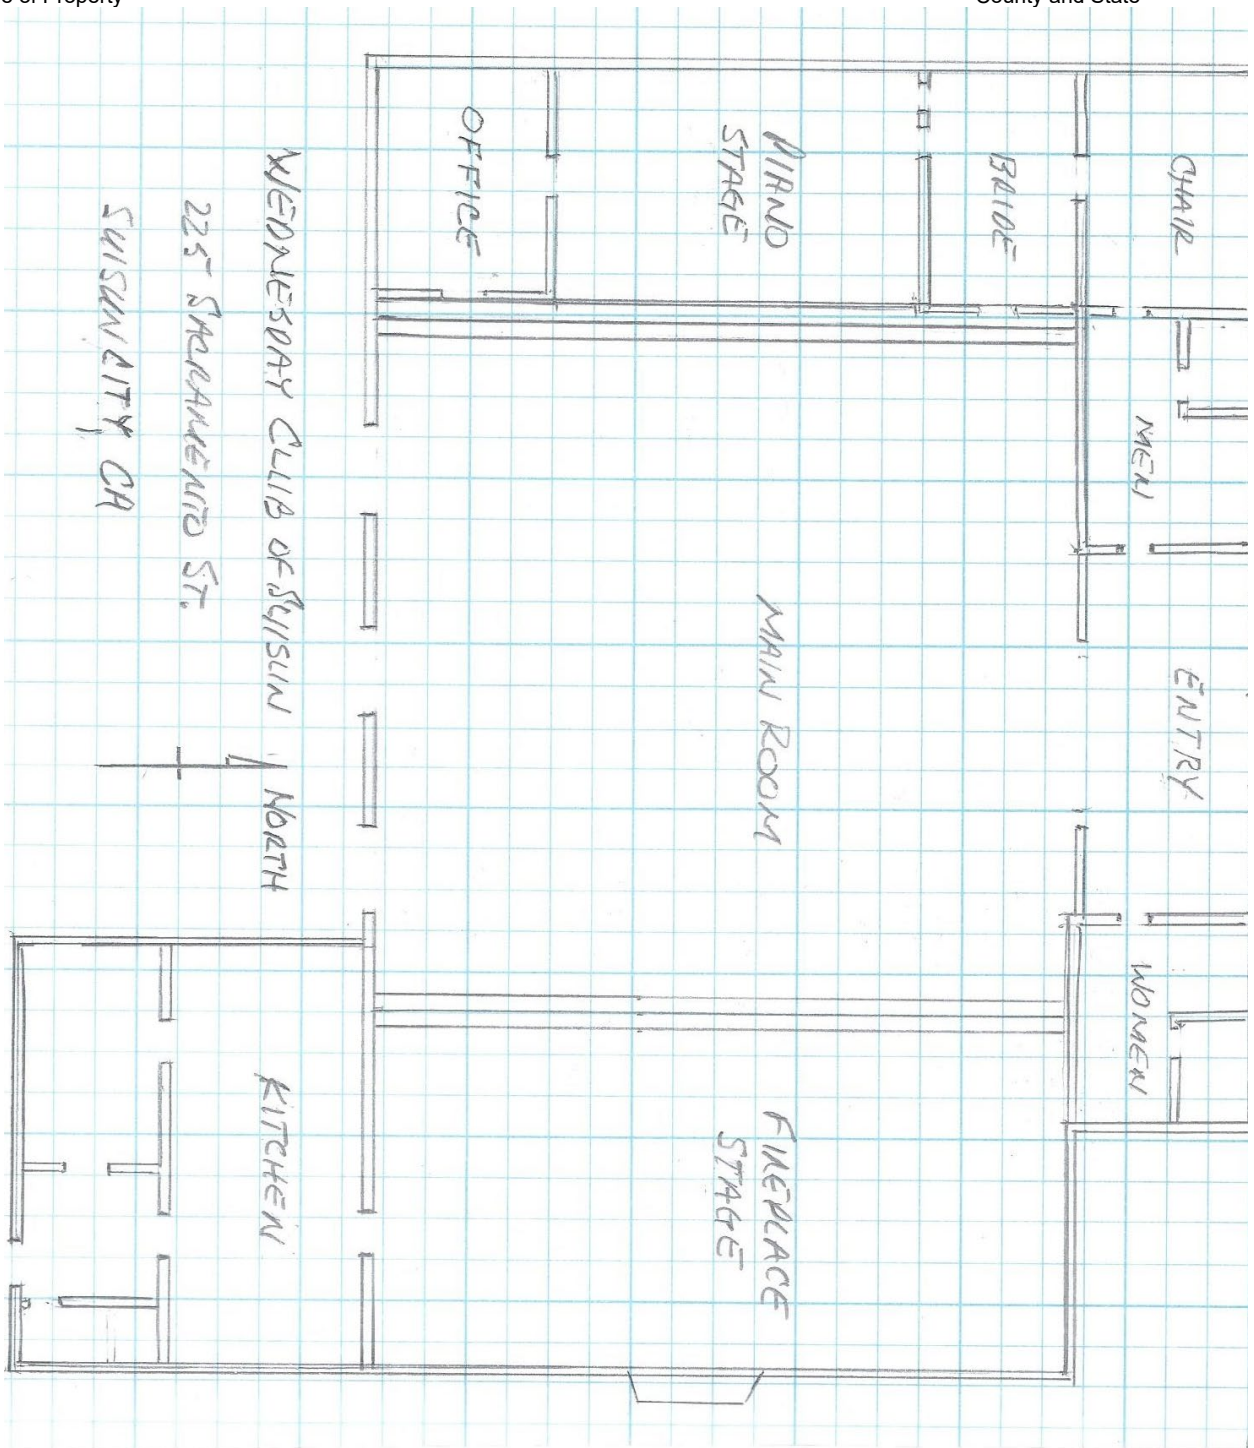 e of Property
County and State
CHAIR
MEN
ENTRY
WOMEN
BRIDE
PIANO
STAGE
MAIN ROOM
FIREPLACE
STAGE
OFFICE
KITCHEN
WEDNESDAY CLUB OF SUISUN
NORTH
225 SACRAMENTO ST.
SUISUN CITY, CA